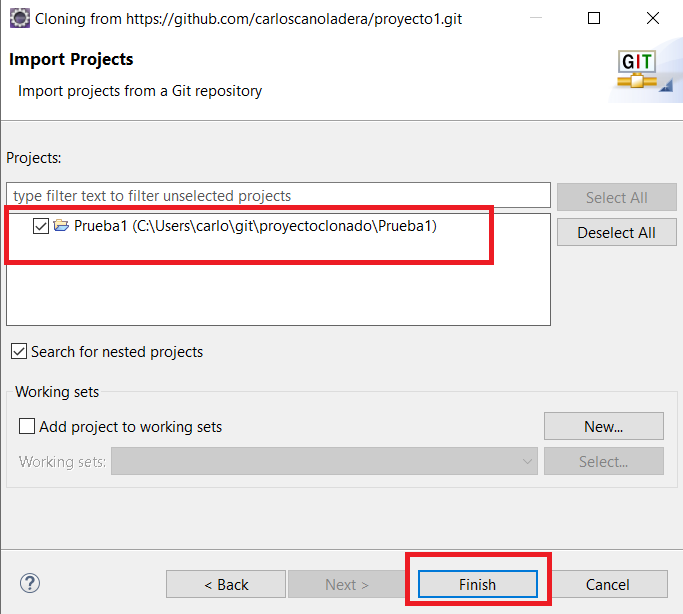 Cloning from https://github.com/carloscanoladera/proyecto1.git
Import Projects
Import projects from a Git repository
GIT
Projects:
type filter text to filter unselected projects
Select All
Prueba1 (C:\Users\carlo\git\proyectoclonado\Prueba1)
Deselect All
Search for nested projects
Working sets
Add project to working sets
New...
Working sets:
Select...
?
< Back
Next >
Finish
Cancel